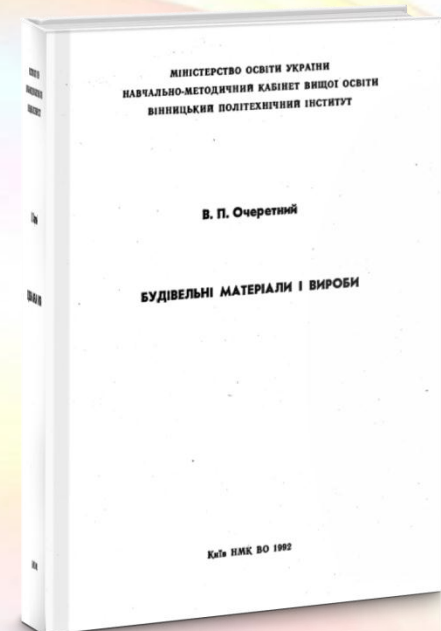 МІНІСТЕРСТВО ОСВІТИ УКРАЇНИ
НАВЧАЛЬНО-МЕТОДИЧНИЙ КАБІНЕТ ВИЩОЇ ОСВІТИ
ВІННИЦЬКИЙ ПОЛІТЕХНІЧНИЙ ІНСТИТУТ
В. П. Очеретний
БУДІВЕЛЬНІ МАТЕРІАЛИ І ВИРОБИ
Київ НМК ВО 1992